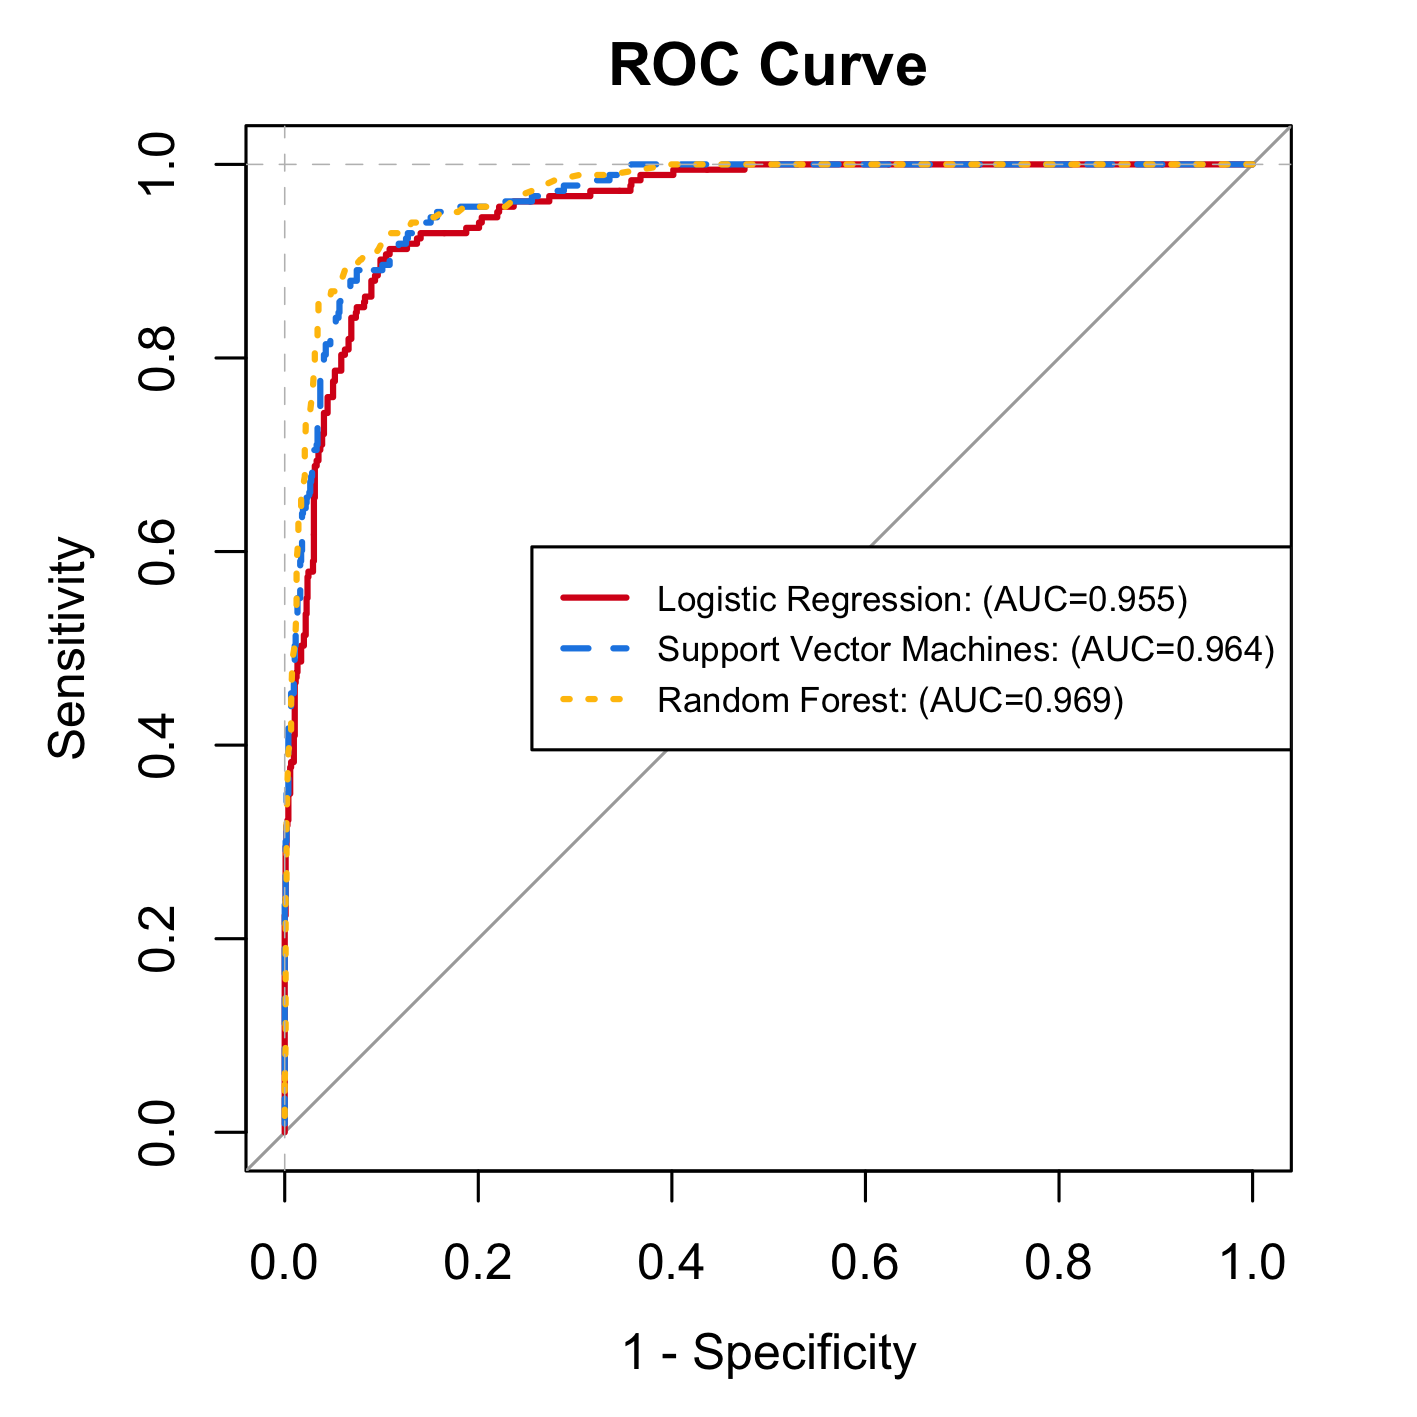 ROC Curve
1.0
0.8
0.6
0.4
0.2
0.0
Sensitivity
Logistic Regression: (AUC=0.955)
Support Vector Machines: (AUC=0.964)
Random Forest: (AUC=0.969)
0.0 0.2 0.4 0.6 0.8 1.0
1 - Specificity